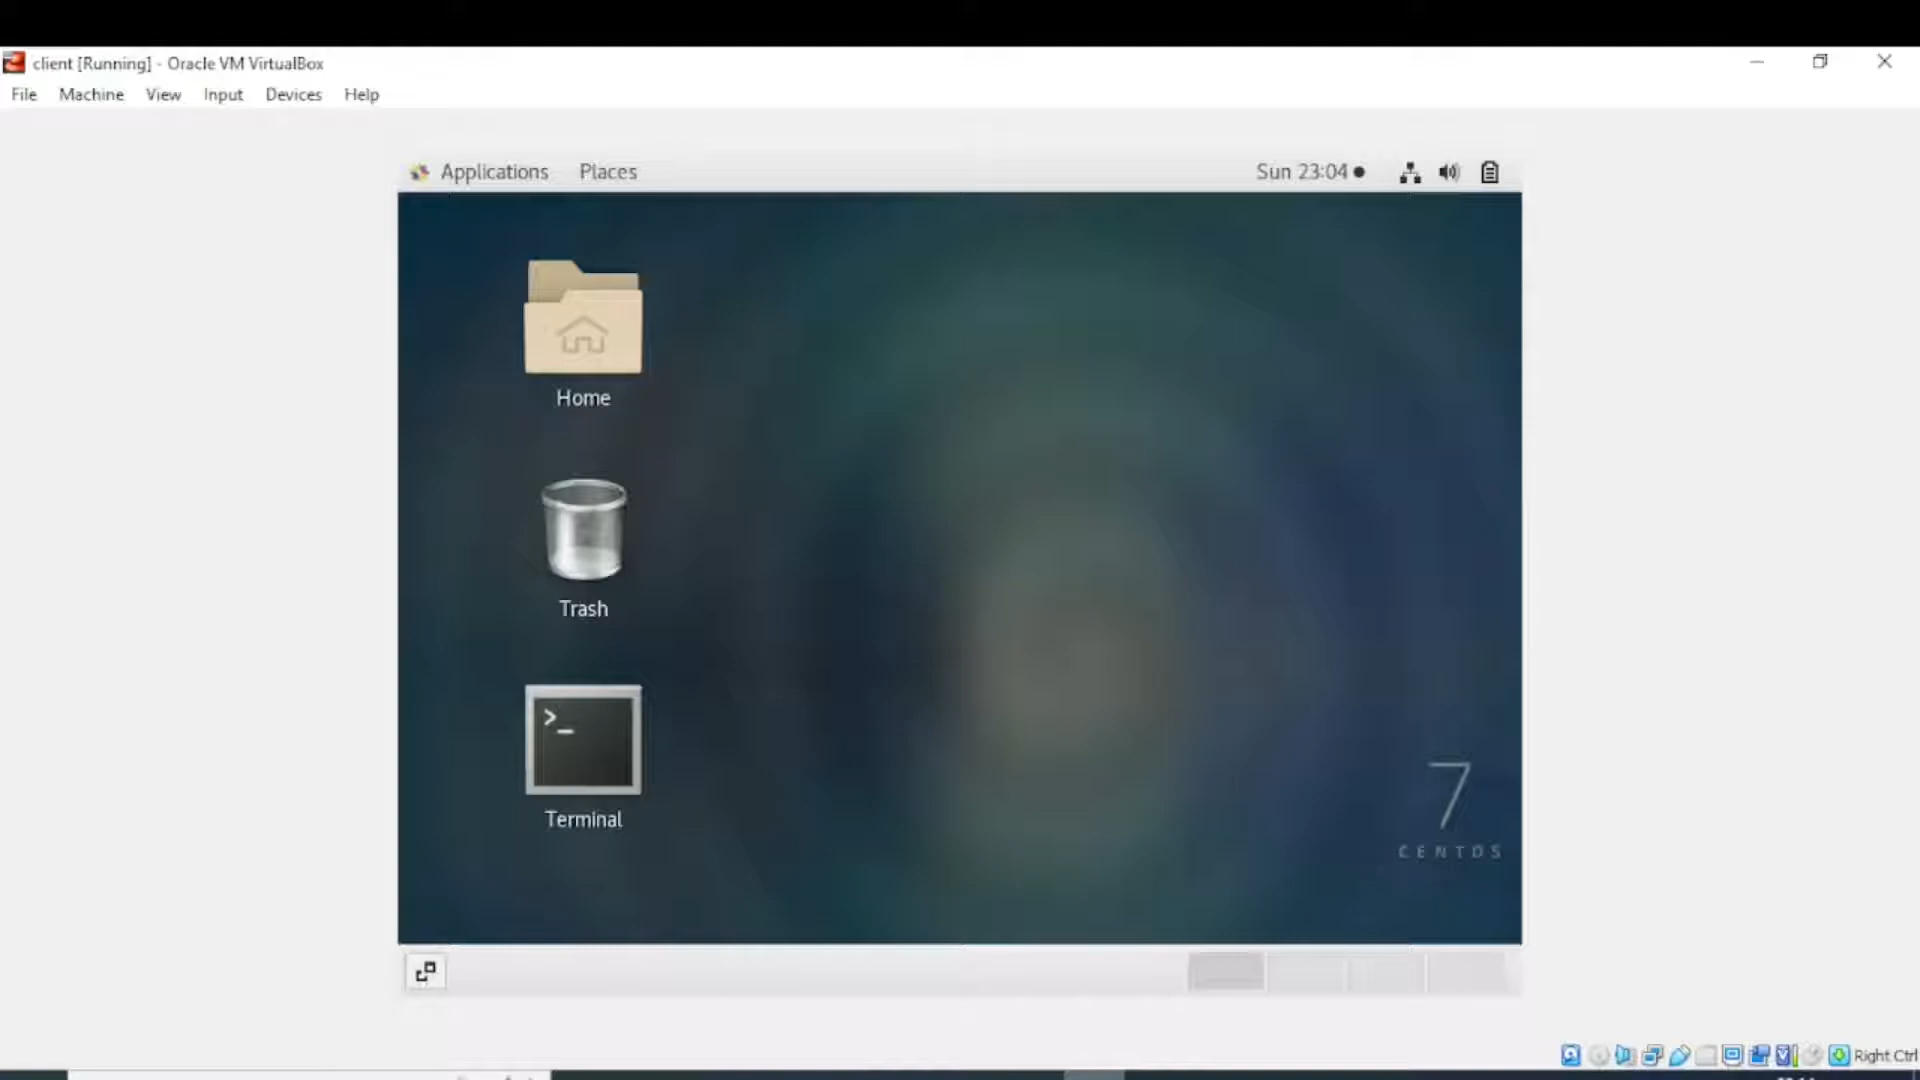 client [Running] - Oracle VM VirtualBox
File Machine View Input Devices Help
Applications Places Sun 23:04
Home
Trash
>_
Terminal
7
CENTOS
Right Ctrl